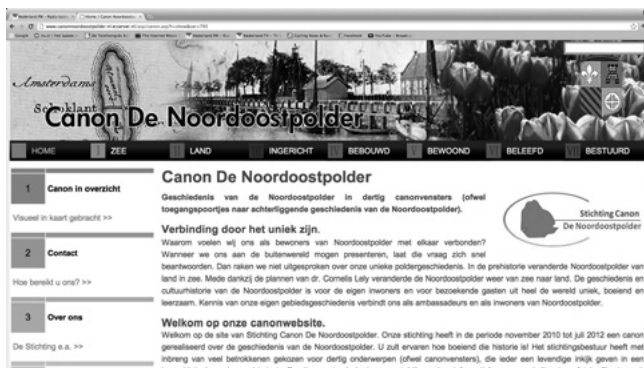 Nederland.FM
Home / Canon Noordoostpolder
Canon De Noordoostpolder
HOME
I ZEE
II LAND
INGERICHT
BEBOUWD
V BEWOOND
BELEEFD
BESTUURD
1 Canon in overzicht
Visueel in kaart gebracht >>
2 Contact
Hoe bereikt u ons? >>
3 Over ons
De Stichting e.a. >>
Canon De Noordoostpolder
Geschiedenis van de Noordoostpolder in dertig canonvensters (ofwel
toegangspoortjes naar achterliggende geschiedenis van de Noordoostpolder).
Stichting Canon
De Noordoostpolder
Verbinding door het uniek zijn.
Waarom voelen wij ons als bewoners van Noordoostpolder met elkaar verbonden?
Wanneer we ons aan de buitenwereld mogen presenteren, laat die vraag zich snel
beantwoorden. Dan raken we niet uitgesproken over onze unieke poldergeschiedenis. In de prehistorie veranderde Noordoostpolder van
land in zee. Mede dankzij de plannen van dr. Cornelis Lely veranderde de Noordoostpolder weer van zee naar land. De geschiedenis en
cultuurhistorie van de Noordoostpolder is voor de eigen inwoners en voor bezoekende gasten uit heel de wereld uniek, boeiend en
leerzaam. Kennis van onze eigen gebiedsgeschiedenis verbindt ons als ambassadeurs en als inwoners van Noordoostpolder.
Welkom op onze canonwebsite.
Welkom op de site van Stichting Canon De Noordoostpolder. Onze stichting heeft in de periode november 2010 tot juli 2012 een canon
gerealiseerd over de geschiedenis van de Noordoostpolder. U zult ervaren hoe boeiend die historie is! Het stichtingsbestuur heeft met
inbreng van veel betrokkenen gekozen voor dertig onderwerpen (ofwel canonvensters), die ieder een levendige inkijk geven in een